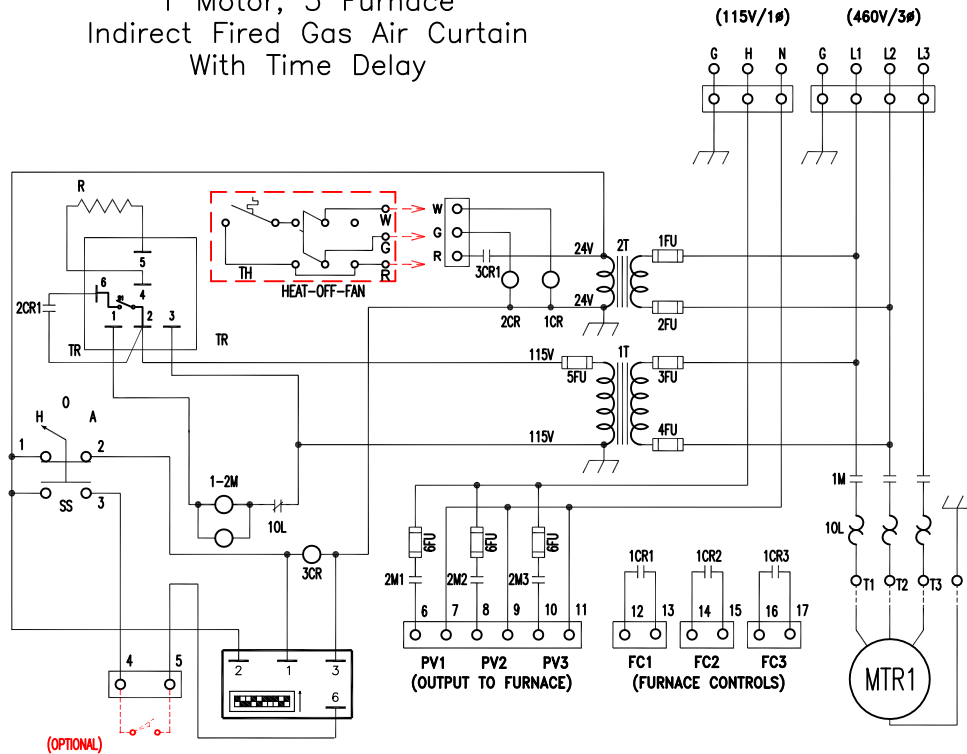 1 Motor, 3 Furnace
Indirect Fired Gas Air Curtain
With Time Delay
(115V/1ø) (460V/3ø)
G H N G L1 L2 L3
R
5
4
6
1 2 3
2CR1
TR
TR
W
G
R
TH
HEAT-OFF-FAN
W
G
R
3CR1
2CR 1CR
24V
24V
2T
1FU
2FU
115V
5FU
1T
3FU
115V
4FU
H O A
1 2
SS 3
1-2M
1OL
3CR
6FU 6FU 6FU
2M1 2M2 2M3
6 7 8 9 10 11
PV1 PV2 PV3
(OUTPUT TO FURNACE)
1CR1 1CR2 1CR3
12 13 14 15 16 17
FC1 FC2 FC3
(FURNACE CONTROLS)
1M
1OL
T1 T2 T3
MTR1
4 5
(OPTIONAL)
2 1 3
6